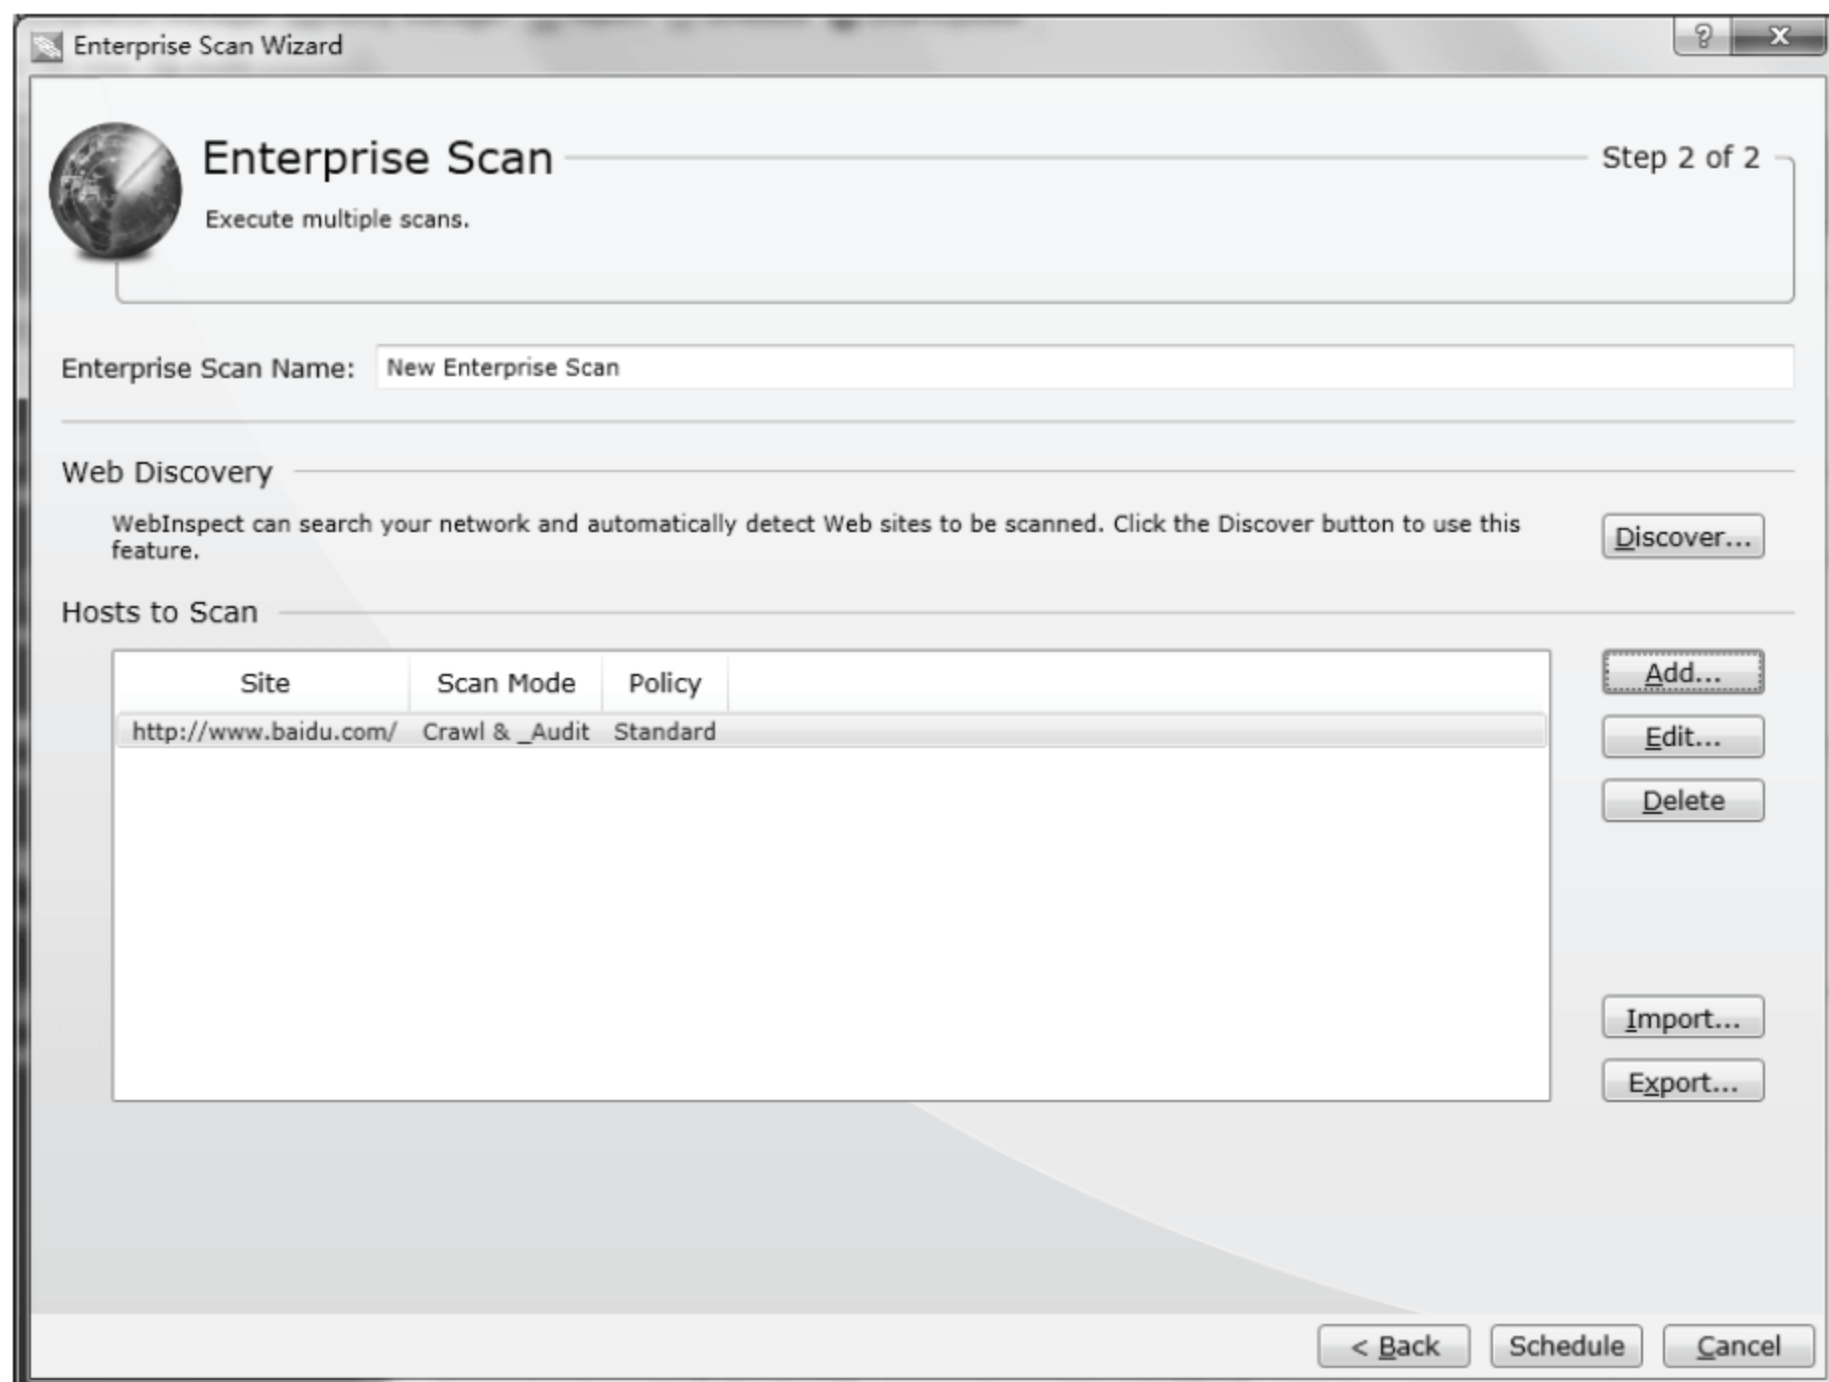 Enterprise Scan Wizard
Enterprise Scan
Step 2 of 2
Execute multiple scans.
Enterprise Scan Name: New Enterprise Scan
Web Discovery
WebInspect can search your network and automatically detect Web sites to be scanned. Click the Discover button to use this
feature.
Discover...
Hosts to Scan
Site Scan Mode Policy
http://www.baidu.com/ Crawl & _Audit Standard
Add...
Edit...
Delete
Import...
Export...
< Back Schedule Cancel